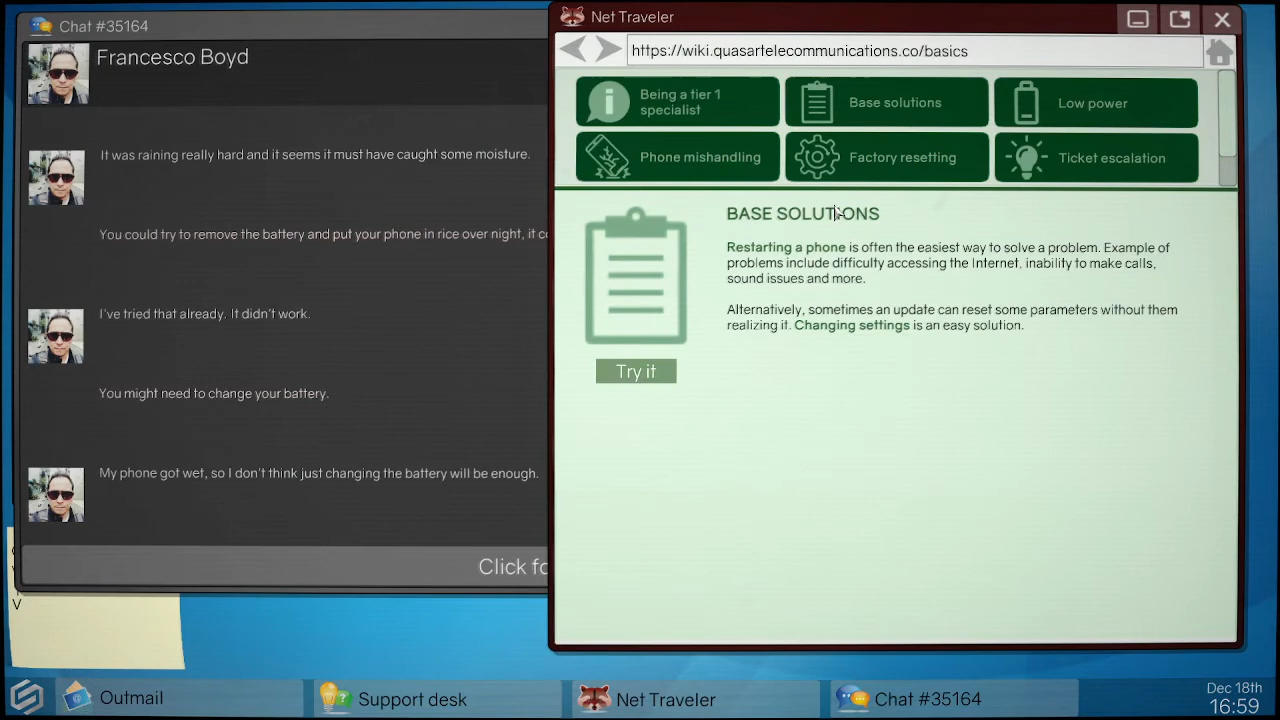 Chat #35164
Francesco Boyd
It was raining really hard and it seems it must have caught some moisture.
You could try to remove the battery and put your phone in rice over night, it co
I've tried that already. It didn't work.
You might need to change your battery.
My phone got wet, so I don't think just changing the battery will be enough.
Click fo
V
Net Traveler
https://wiki.quasartelecommunications.co/basics
Being a tier 1
specialist
Base solutions
Low power
Phone mishandling
Factory resetting
Ticket escalation
BASE SOLUTIONS
Restarting a phone is often the easiest way to solve a problem. Example of
problems include difficulty accessing the Internet, inability to make calls,
sound issues and more.
Alternatively, sometimes an update can reset some parameters without them
realizing it. Changing settings is an easy solution.
Try it
Outmail
Support desk
Net Traveler
Chat #35164
Dec 18th
16:59